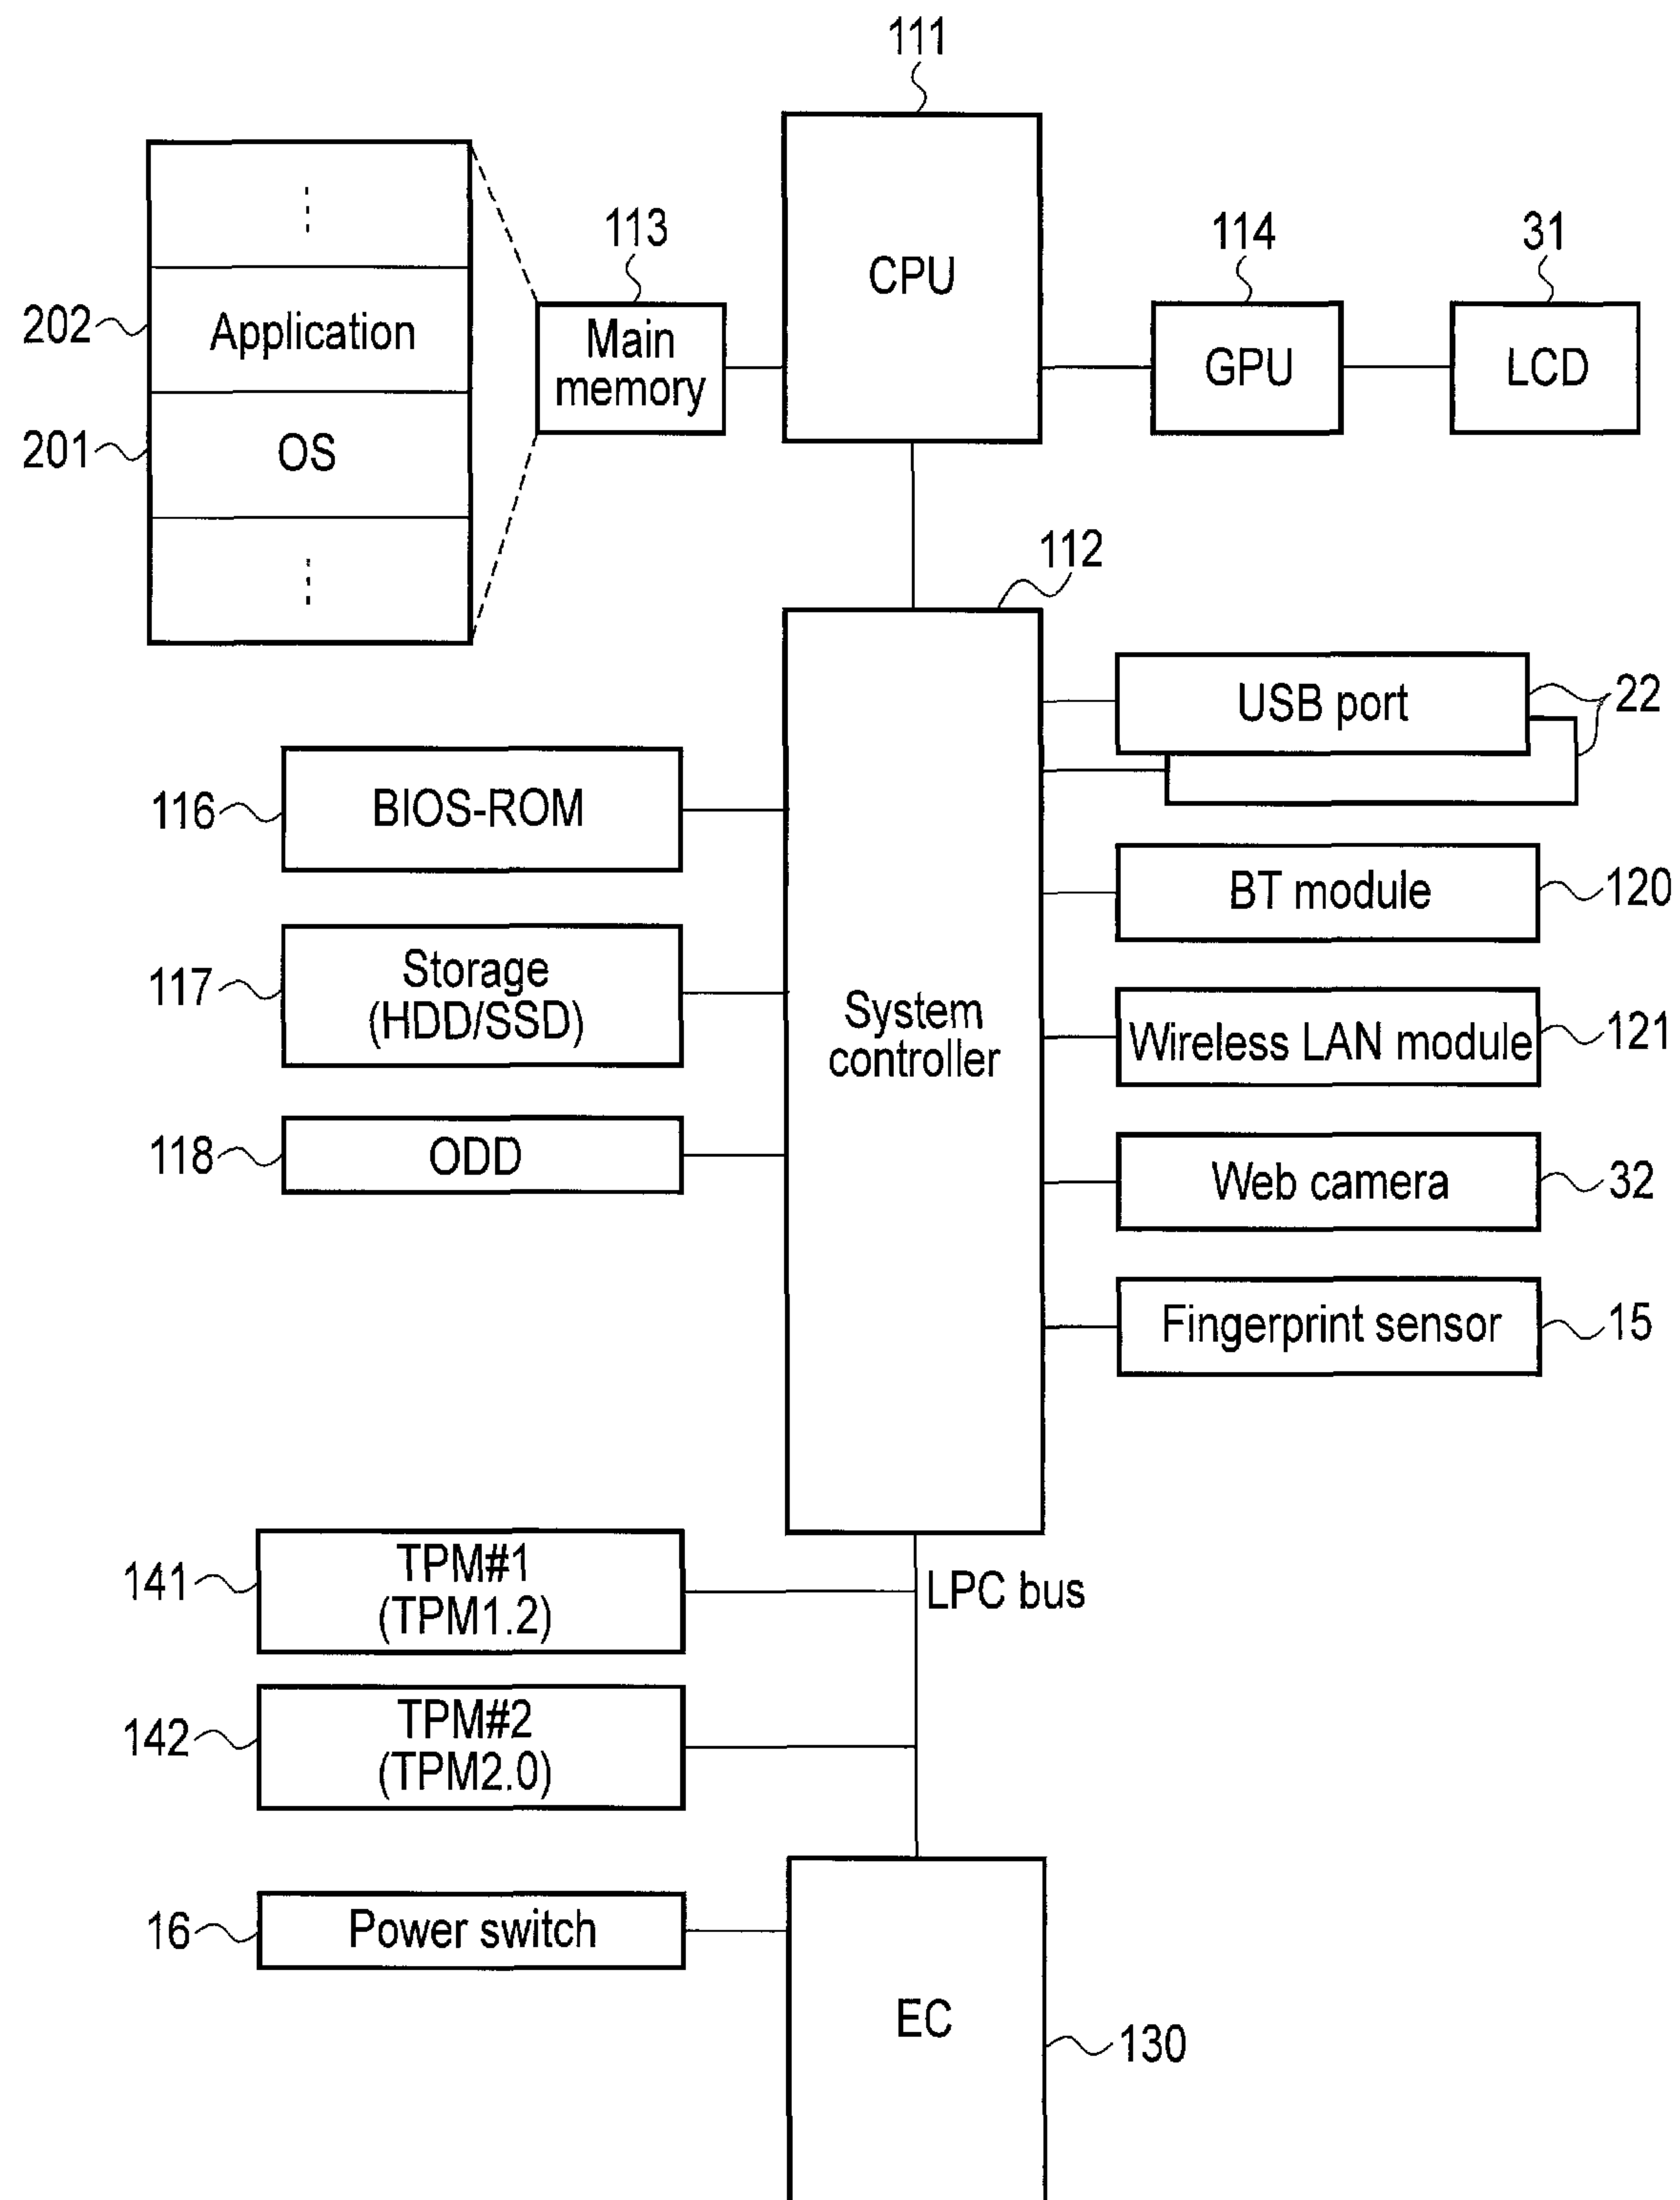 111
113
CPU
114
31
202
Application
Main
memory
GPU
LCD
201
OS
112
USB port
22
116
BIOS-ROM
BT module
120
117
Storage
(HDD/SSD)
System
controller
Wireless LAN module
121
118
ODD
Web camera
32
Fingerprint sensor
15
141
TPM#1
(TPM1.2)
LPC bus
142
TPM#2
(TPM2.0)
16
Power switch
EC
130